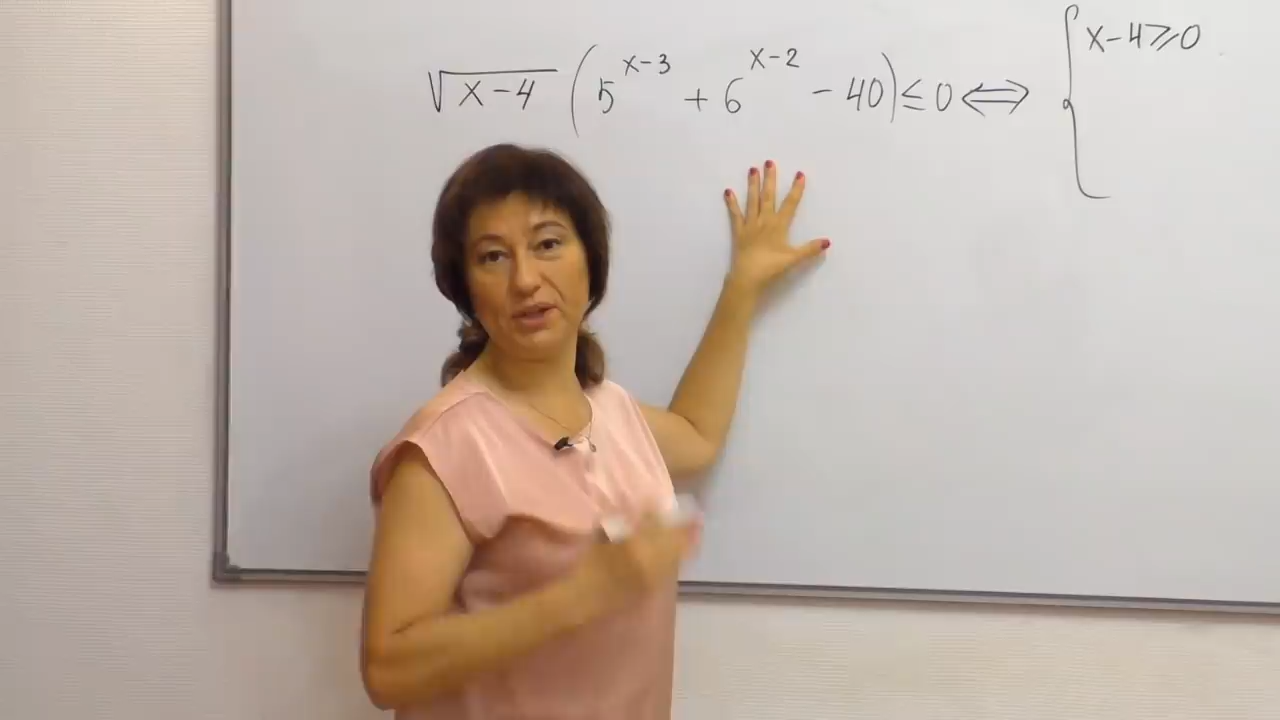 √(x-4) (5^(x-3) + 6^(x-2) - 40) ≤ 0 ⟺ { x-4 ⩾ 0